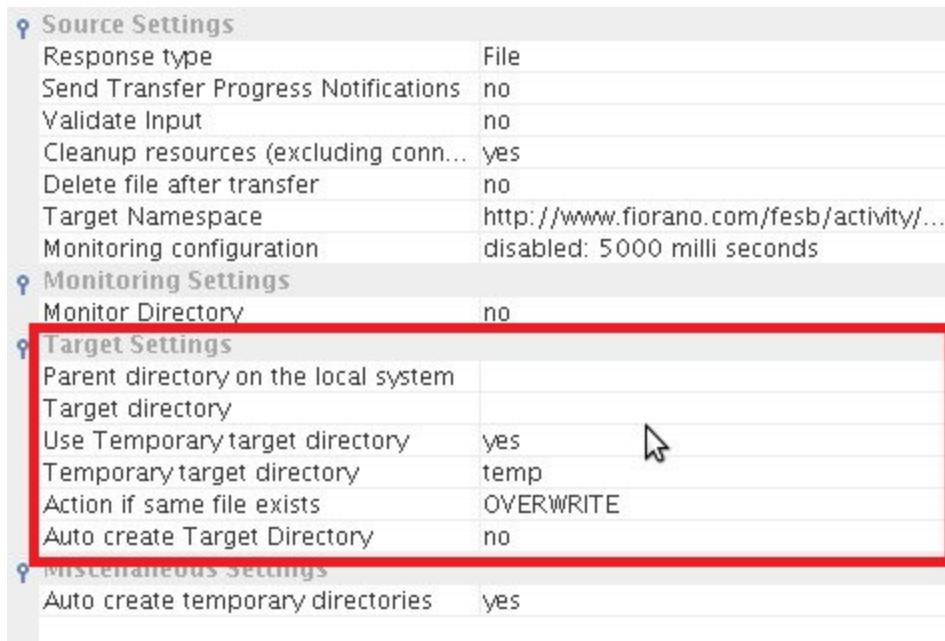 Source Settings
Response type File
Send Transfer Progress Notifications no
Validate Input no
Cleanup resources (excluding conn... yes
Delete file after transfer no
Target Namespace http://www.fiorano.com/fesb/activity/...
Monitoring configuration disabled: 5000 milli seconds
Monitoring Settings
Monitor Directory no
Target Settings
Parent directory on the local system
Target directory
Use Temporary target directory yes
Temporary target directory temp
Action if same file exists OVERWRITE
Auto create Target Directory no
Miscellaneous Settings
Auto create temporary directories yes